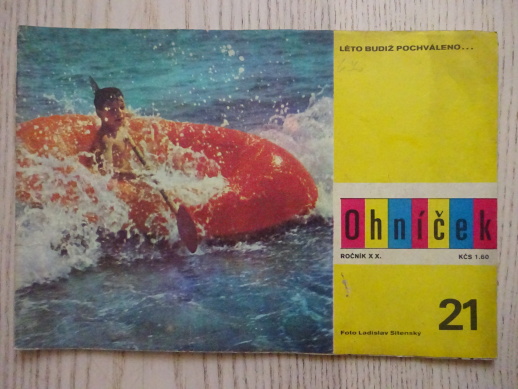 LÉTO BUDIŽ POCHVÁLENO...
Ohníček
ROČNÍK XX. KČS 1.60
21
Foto Ladislav Sitenský